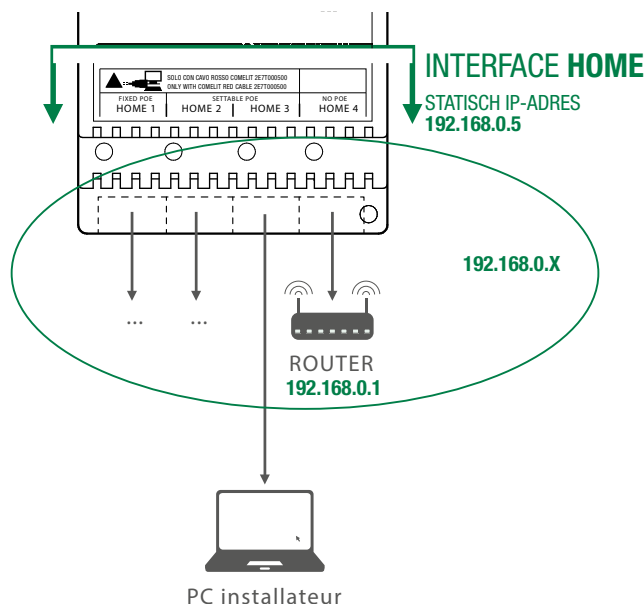 SOLO CON CAVO ROSSO COMELIT 2E7T000500
ONLY WITH COMELIT RED CABLE 2E7T000500
FIXED POE SETTABLE POE NO POE
HOME 1 HOME 2 HOME 3 HOME 4
INTERFACE HOME
STATISCH IP-ADRES
192.168.0.5
192.168.0.X
... ...
ROUTER
192.168.0.1
PC installateur